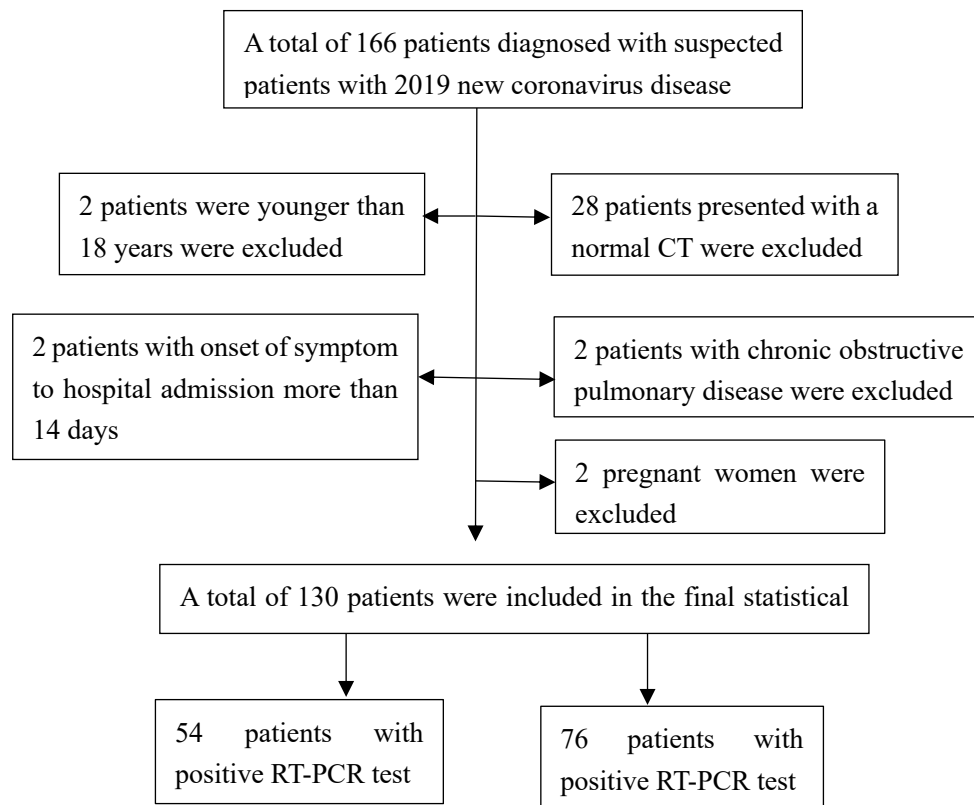 A total of 166 patients diagnosed with suspected
patients with 2019 new coronavirus disease
2 patients were younger than
18 years were excluded
28 patients presented with a
normal CT were excluded
2 patients with onset of symptom
to hospital admission more than
14 days
2 patients with chronic obstructive
pulmonary disease were excluded
2 pregnant women were
excluded
A total of 130 patients were included in the final statistical
54 patients with
positive RT-PCR test
76 patients with
positive RT-PCR test